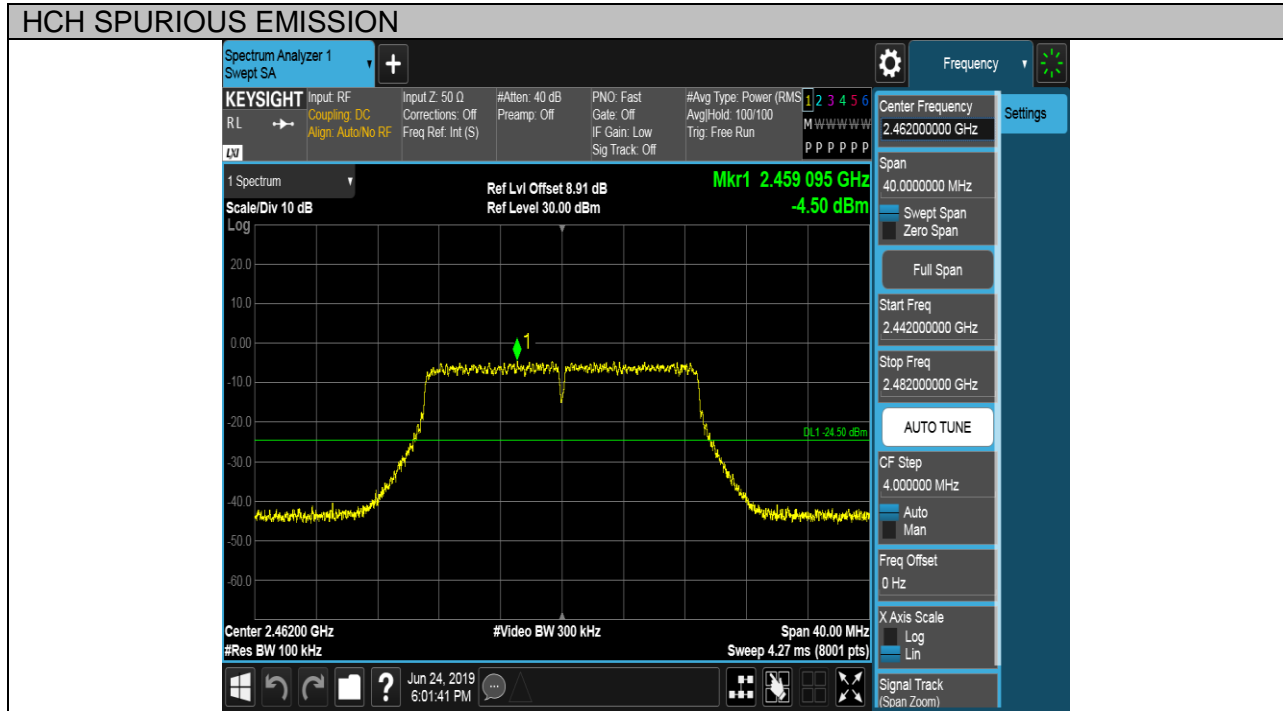 HCH SPURIOUS EMISSION
Spectrum Analyzer 1
Swept SA
+
Frequency
KEYSIGHT
RL
LXI
Input: RF
Coupling: DC
Align: Auto/No RF
Input Z: 50 Ω
Corrections: Off
Freq Ref: Int (S)
#Atten: 40 dB
Preamp: Off
PNO: Fast
Gate: Off
IF Gain: Low
Sig Track: Off
#Avg Type: Power (RMS
Avg|Hold: 100/100
Trig: Free Run
1 2 3 4 5 6
M W W W W W
P P P P P P
1 Spectrum
Scale/Div 10 dB
Ref Lvl Offset 8.91 dB
Ref Level 30.00 dBm
Mkr1 2.459 095 GHz
-4.50 dBm
Log
20.0
10.0
0.00
-10.0
-20.0
-30.0
-40.0
-50.0
-60.0
1
DL1 -24.50 dBm
Center 2.46200 GHz
#Res BW 100 kHz
#Video BW 300 kHz
Span 40.00 MHz
Sweep 4.27 ms (8001 pts)
Center Frequency
2.462000000 GHz
Settings
Span
40.0000000 MHz
Swept Span
Zero Span
Full Span
Start Freq
2.442000000 GHz
Stop Freq
2.482000000 GHz
AUTO TUNE
CF Step
4.000000 MHz
Auto
Man
Freq Offset
0 Hz
X Axis Scale
Log
Lin
Signal Track
(Span Zoom)
?
Jun 24, 2019
6:01:41 PM